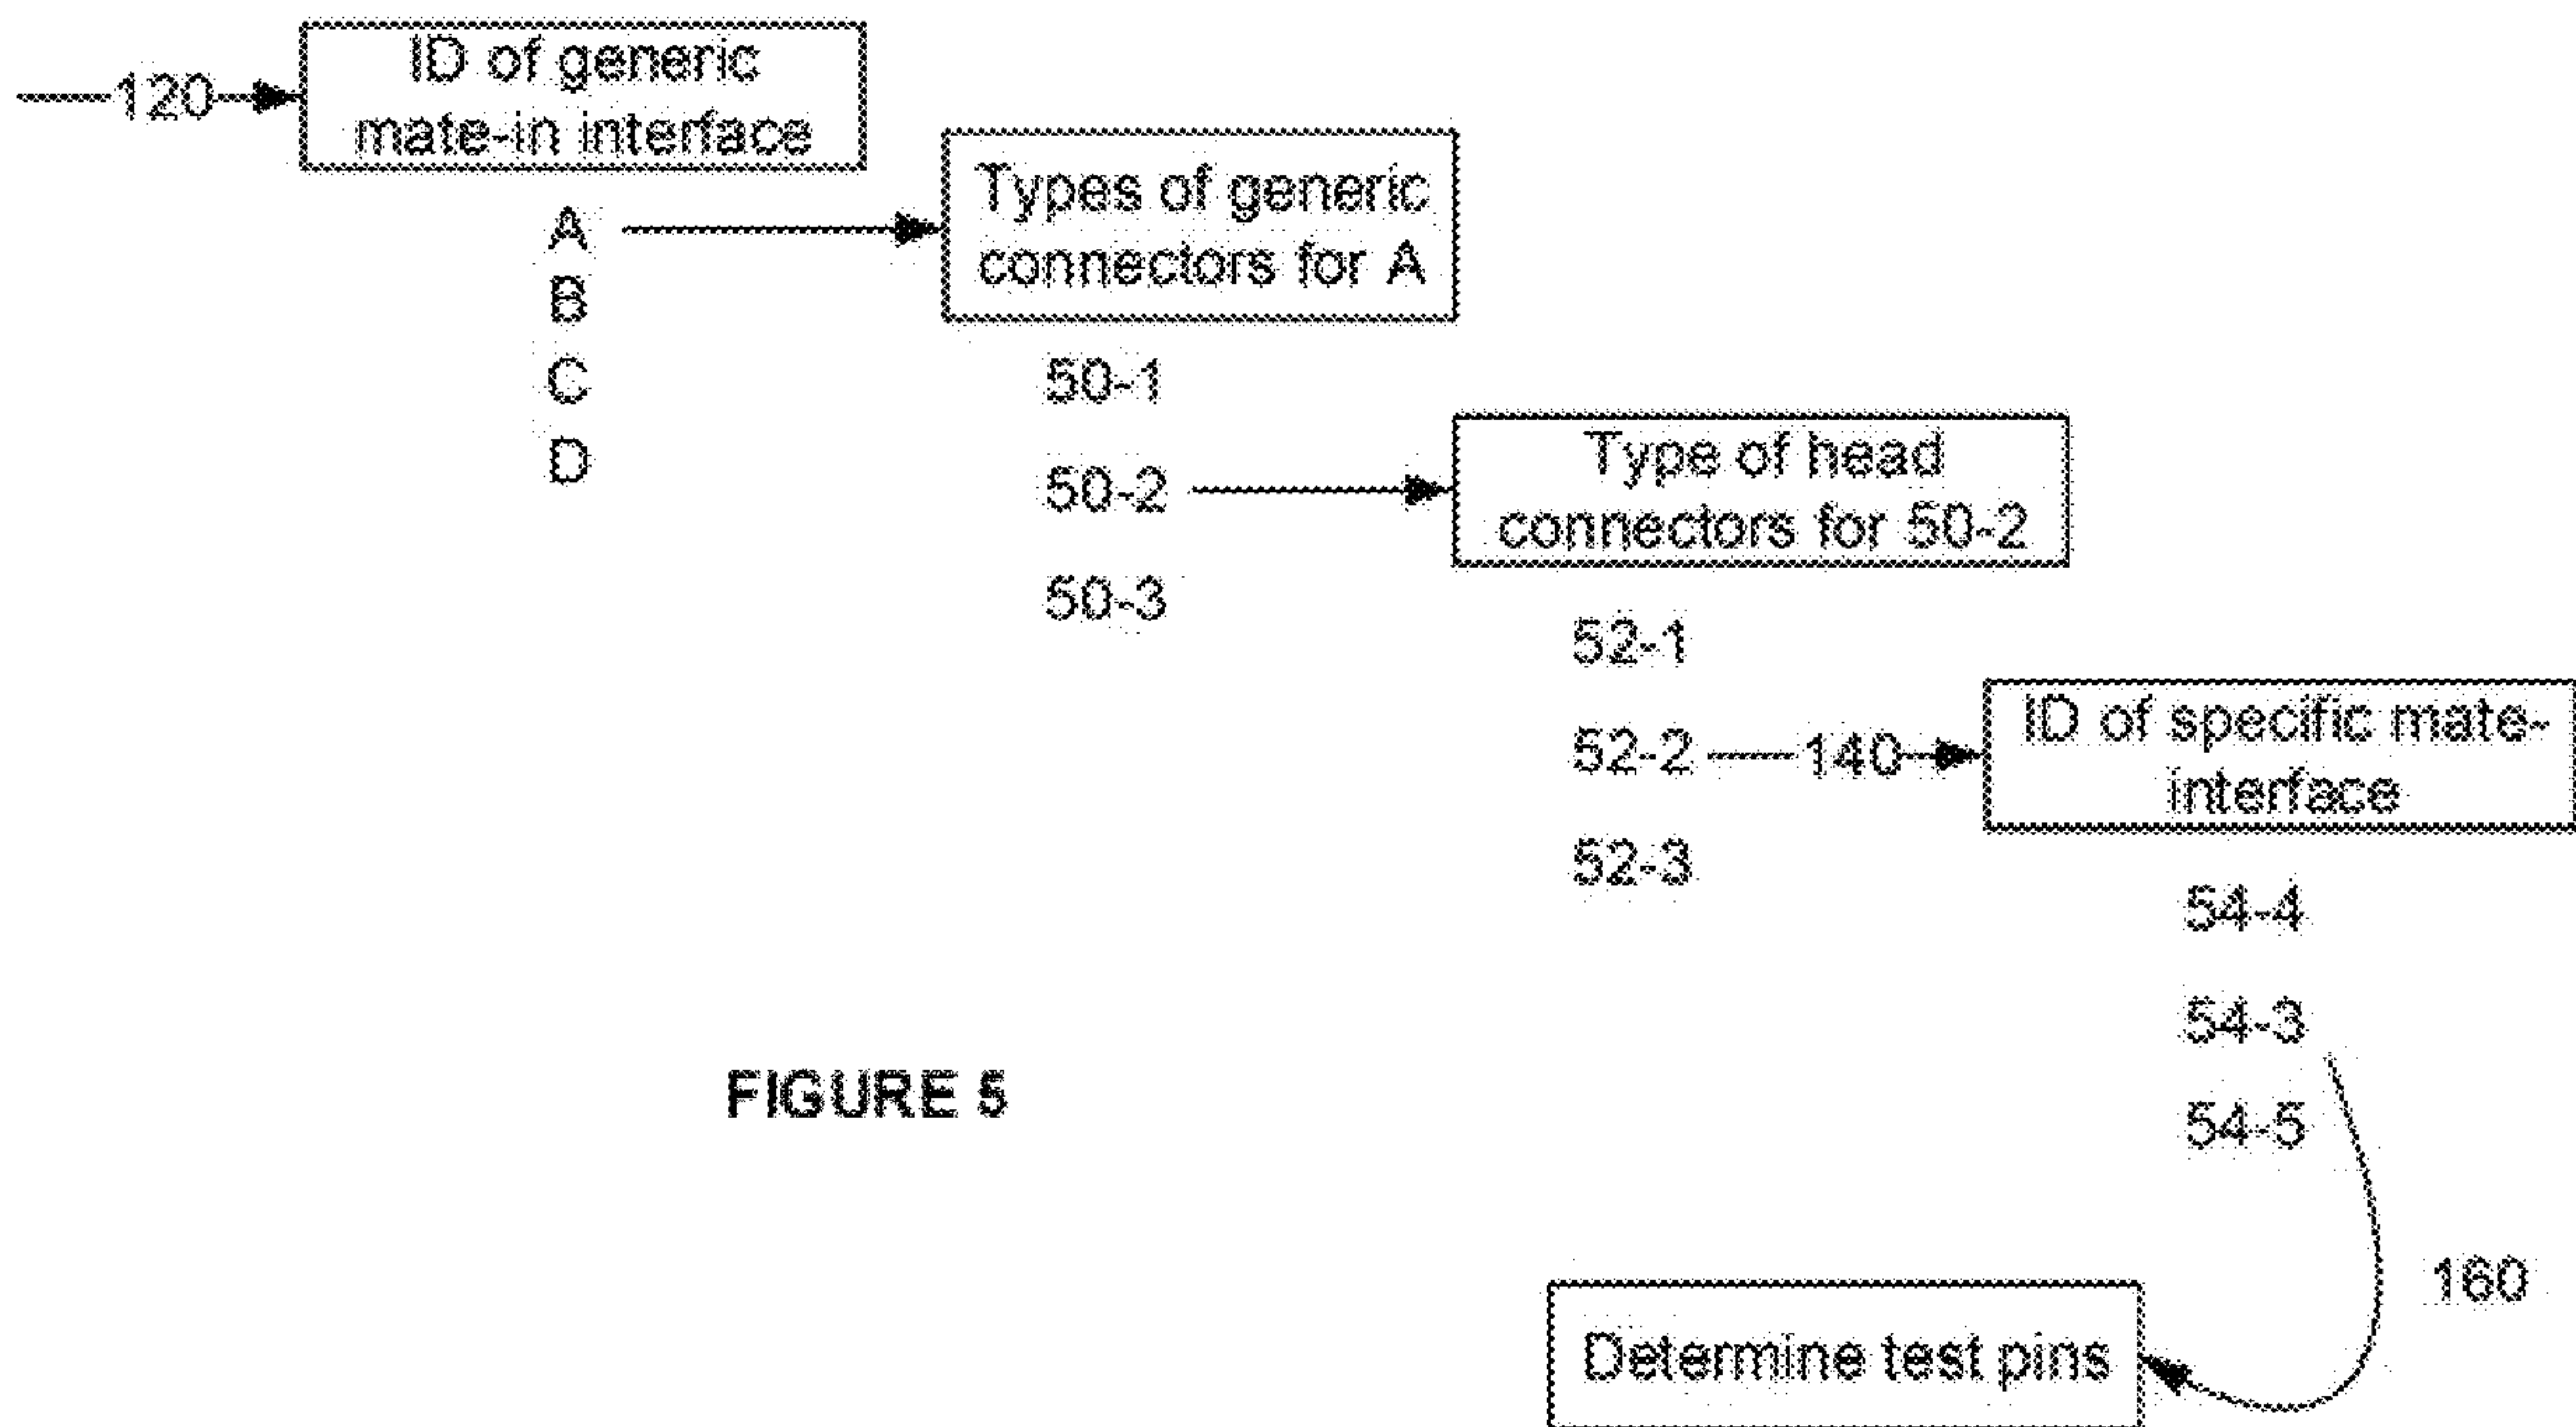 120
ID of generic
mate-in interface
A
B
C
D
Types of generic
connectors for A
50-1
50-2
50-3
Type of head
connectors for 50-2
52-1
52-2
52-3
140
ID of specific mate-
interface
54-4
54-3
54-5
160
Determine test pins
FIGURE 5